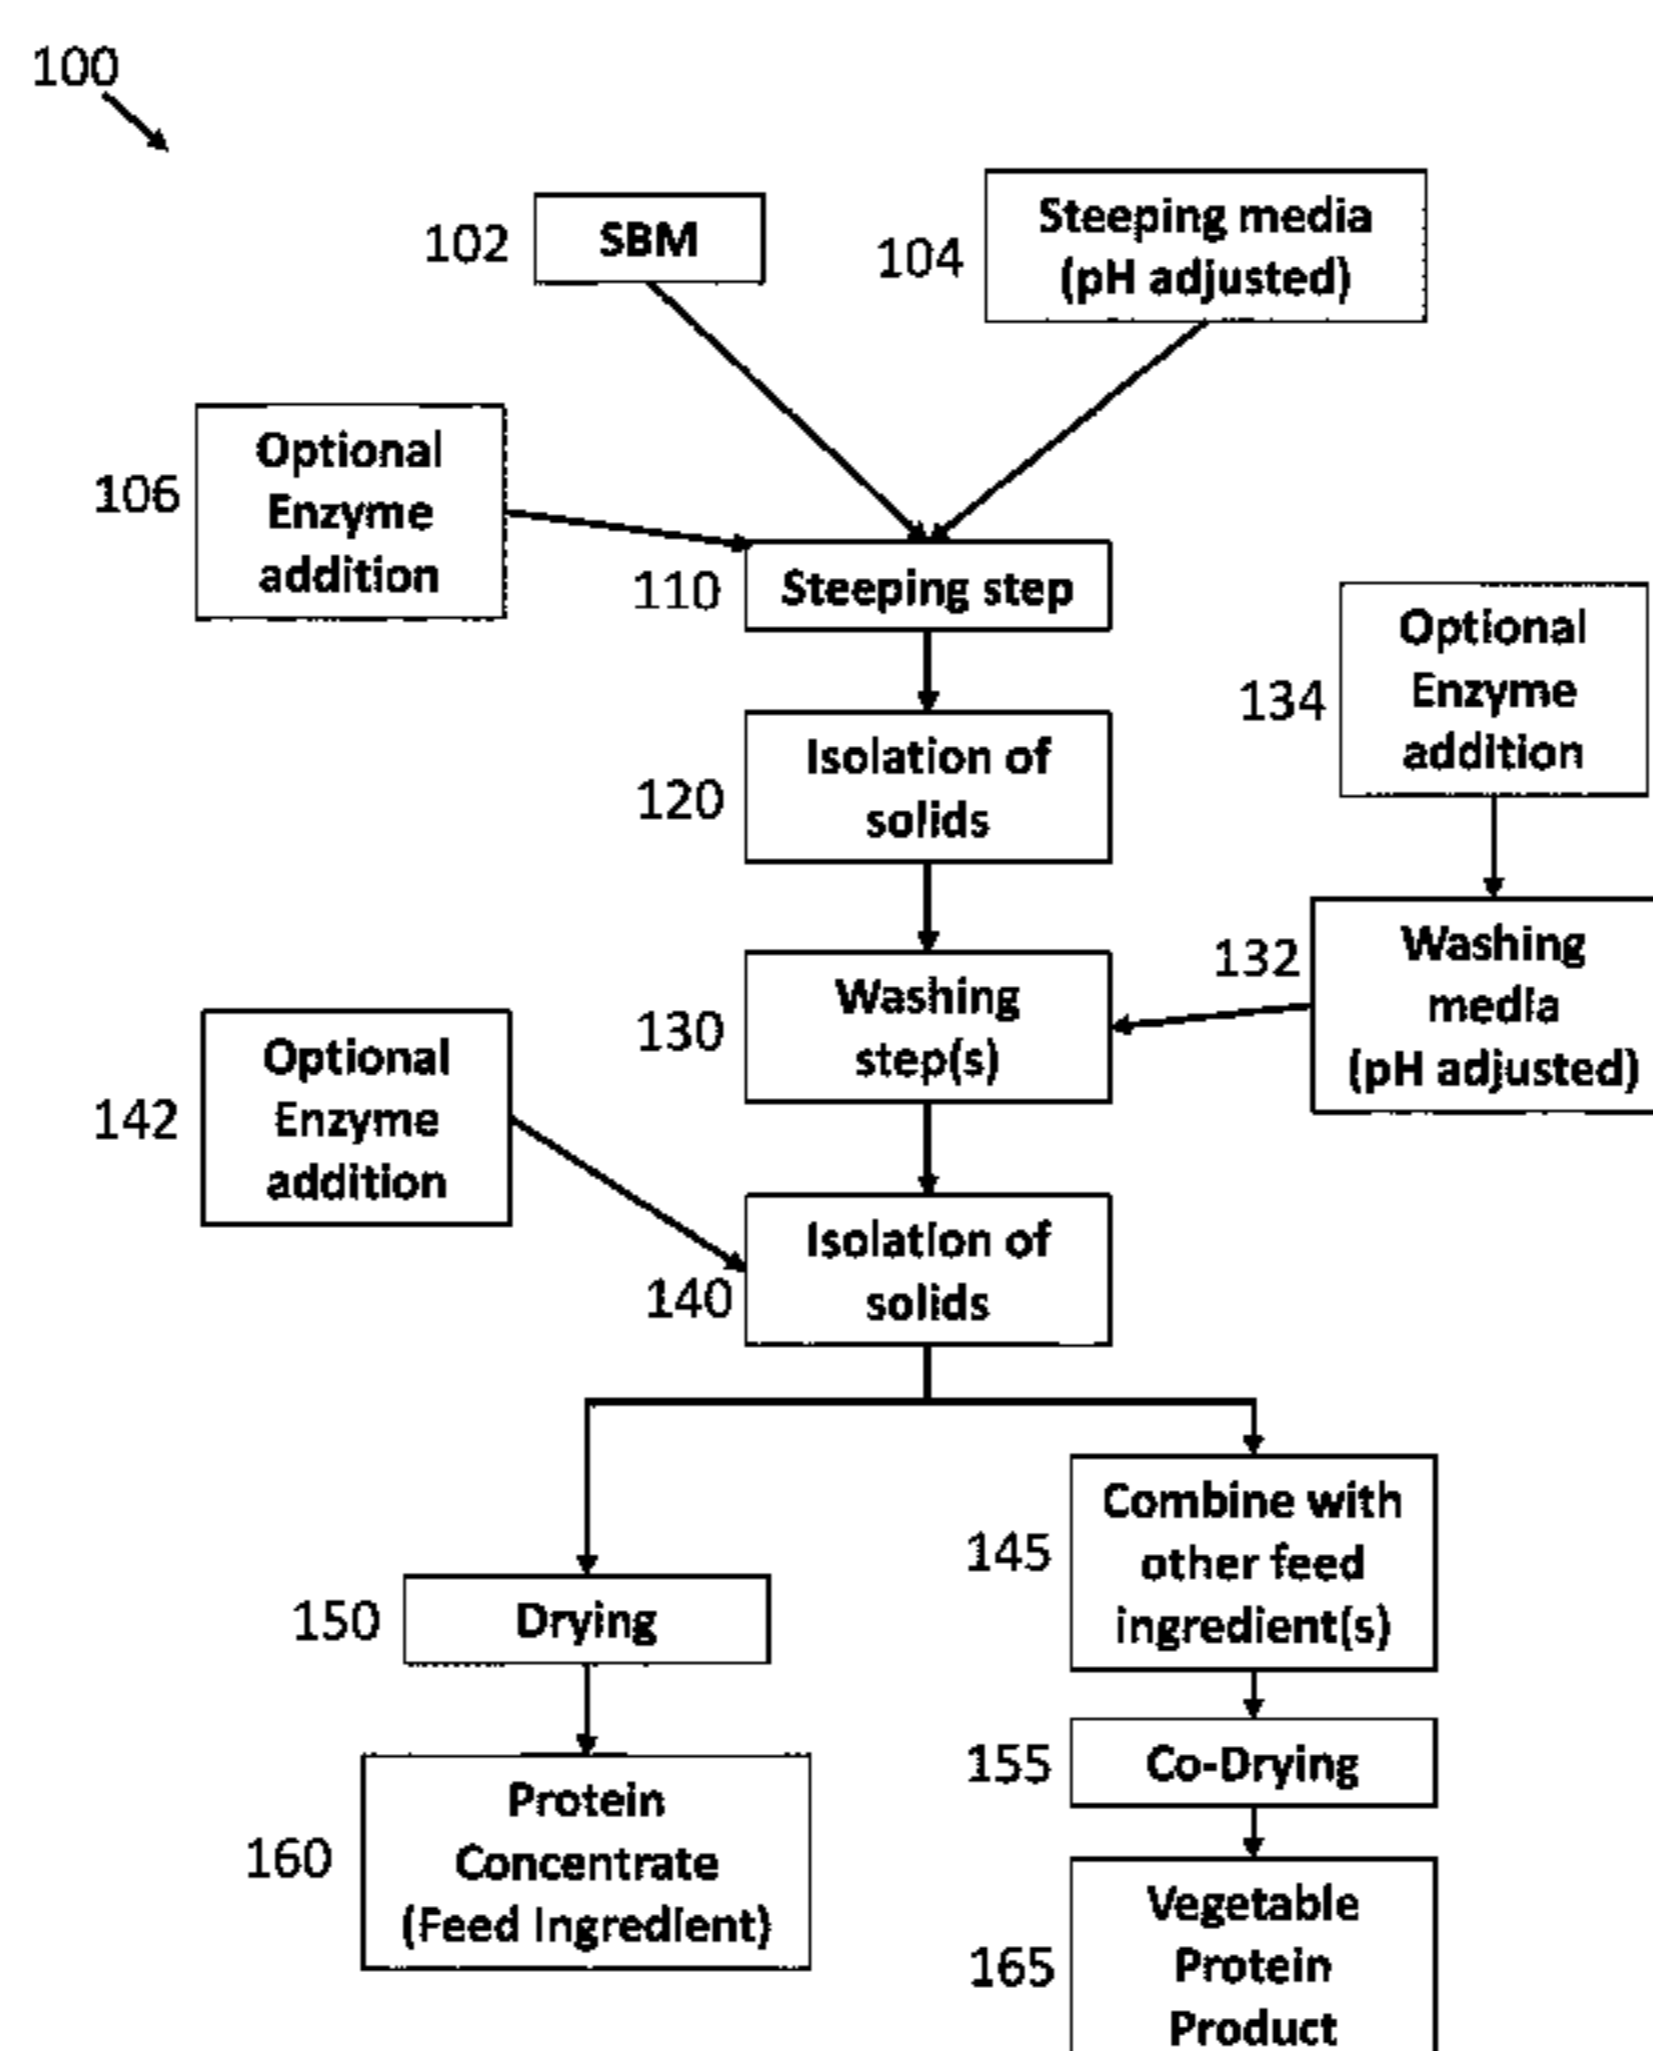 100
102
SBM
104
Steeping media
(pH adjusted)
106
Optional
Enzyme
addition
110
Steeping step
120
Isolation of
solids
134
Optional
Enzyme
addition
130
Washing
step(s)
132
Washing
media
(pH adjusted)
142
Optional
Enzyme
addition
140
Isolation of
solids
150
Drying
145
Combine with
other feed
ingredient(s)
155
Co-Drying
160
Protein
Concentrate
(Feed Ingredient)
165
Vegetable
Protein
Product